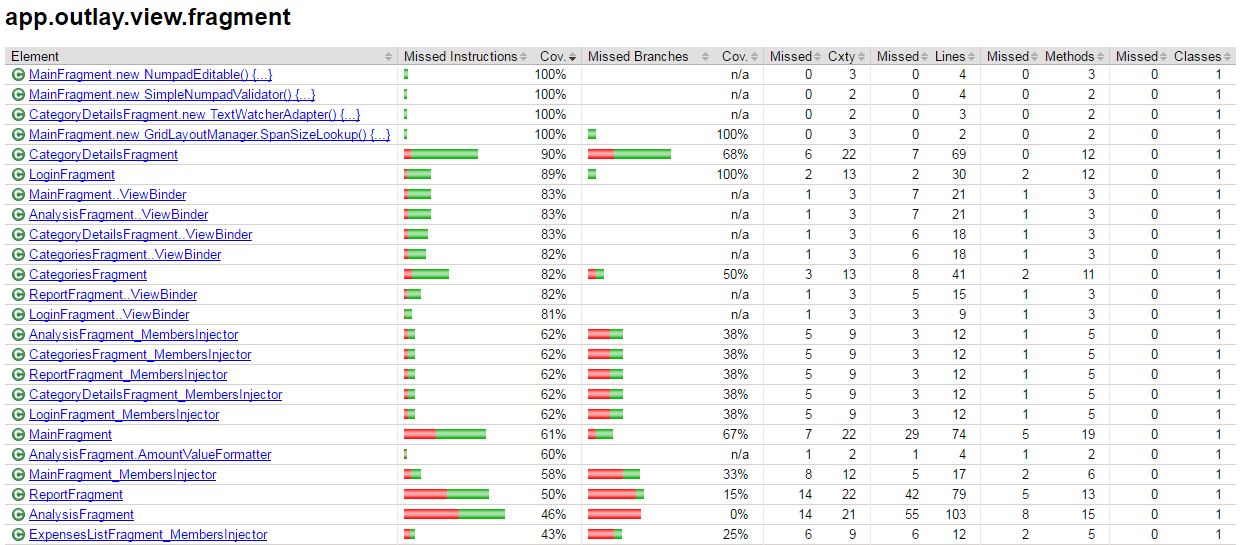 app.outlay.view.fragment
Element Missed Instructions Cov. Missed Branches Cov. Missed Cxty Missed Lines Missed Methods Missed Classes
C MainFragment.new NumpadEditable() {...} 100% n/a 0 3 0 4 0 3 0 1
C MainFragment.new SimpleNumpadValidator() {...} 100% n/a 0 2 0 4 0 2 0 1
C CategoryDetailsFragment.new TextWatcherAdapter() {...} 100% n/a 0 2 0 3 0 2 0 1
C MainFragment.new GridLayoutManager.SpanSizeLookup() {...} 100% 100% 0 3 0 2 0 2 0 1
C CategoryDetailsFragment 90% 68% 6 22 7 69 0 12 0 1
C LoginFragment 89% 100% 2 13 2 30 2 12 0 1
C MainFragment..ViewBinder 83% n/a 1 3 7 21 1 3 0 1
C AnalysisFragment..ViewBinder 83% n/a 1 3 7 21 1 3 0 1
C CategoryDetailsFragment..ViewBinder 83% n/a 1 3 6 18 1 3 0 1
C CategoriesFragment..ViewBinder 82% n/a 1 3 6 18 1 3 0 1
C CategoriesFragment 82% 50% 3 13 8 41 2 11 0 1
C ReportFragment..ViewBinder 82% n/a 1 3 5 15 1 3 0 1
C LoginFragment..ViewBinder 81% n/a 1 3 3 9 1 3 0 1
C AnalysisFragment_MembersInjector 62% 38% 5 9 3 12 1 5 0 1
C CategoriesFragment_MembersInjector 62% 38% 5 9 3 12 1 5 0 1
C ReportFragment_MembersInjector 62% 38% 5 9 3 12 1 5 0 1
C CategoryDetailsFragment_MembersInjector 62% 38% 5 9 3 12 1 5 0 1
C LoginFragment_MembersInjector 62% 38% 5 9 3 12 1 5 0 1
C MainFragment 61% 67% 7 22 29 74 5 19 0 1
C AnalysisFragment.AmountValueFormatter 60% n/a 1 2 1 4 1 2 0 1
C MainFragment_MembersInjector 58% 33% 8 12 5 17 2 6 0 1
C ReportFragment 50% 15% 14 22 42 79 5 13 0 1
C AnalysisFragment 46% 0% 14 21 55 103 8 15 0 1
C ExpensesListFragment_MembersInjector 43% 25% 6 9 6 12 1 5 0 1